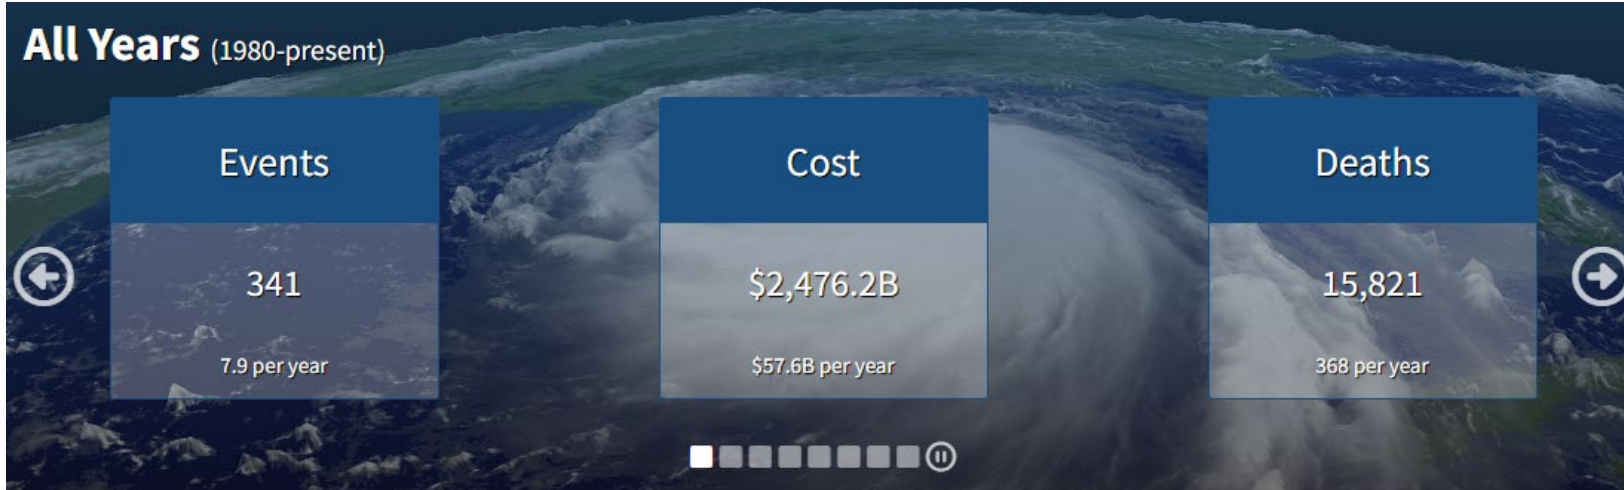 All Years (1980-present)
Events
341
7.9 per year
Cost
$2,476.2B
$57.6B per year
Deaths
15,821
368 per year